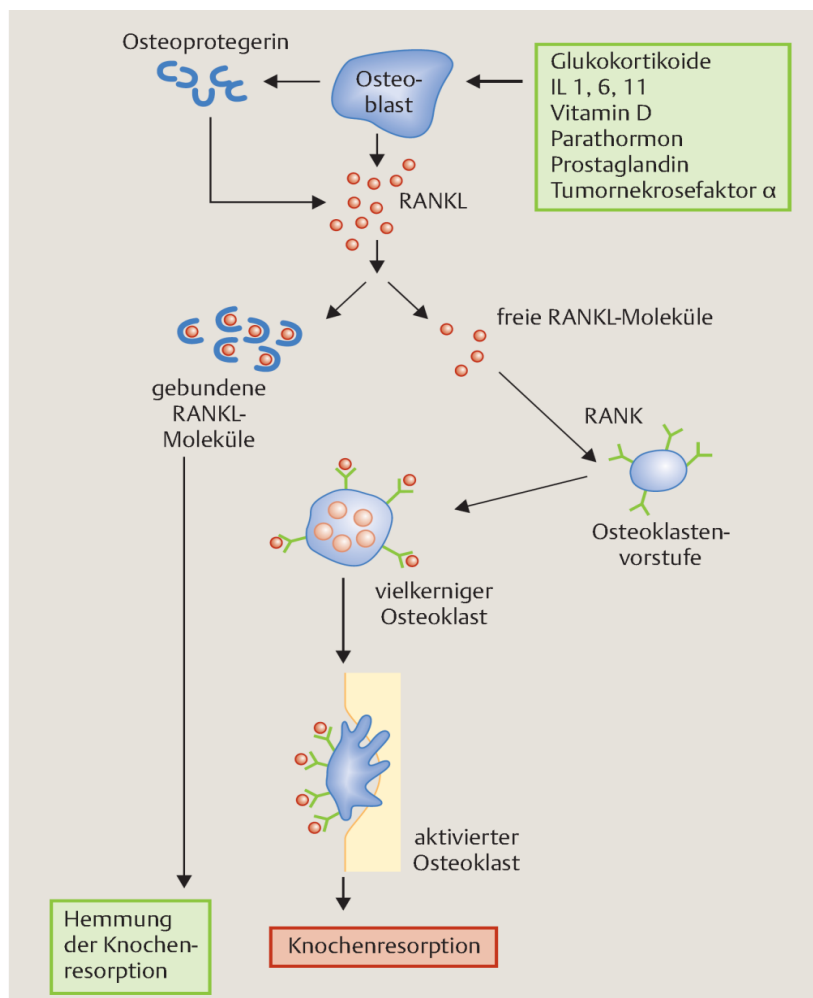 Osteoprotegerin
Osteo-
blast
Glukokortikoide
IL 1, 6, 11
Vitamin D
Parathormon
Prostaglandin
Tumornekrosefaktor α
RANKL
freie RANKL-Moleküle
gebundene
RANKL-
Moleküle
RANK
Osteoklasten-
vorstufe
vielkerniger
Osteoklast
aktivierter
Osteoklast
Hemmung
der Knochen-
resorption
Knochenresorption